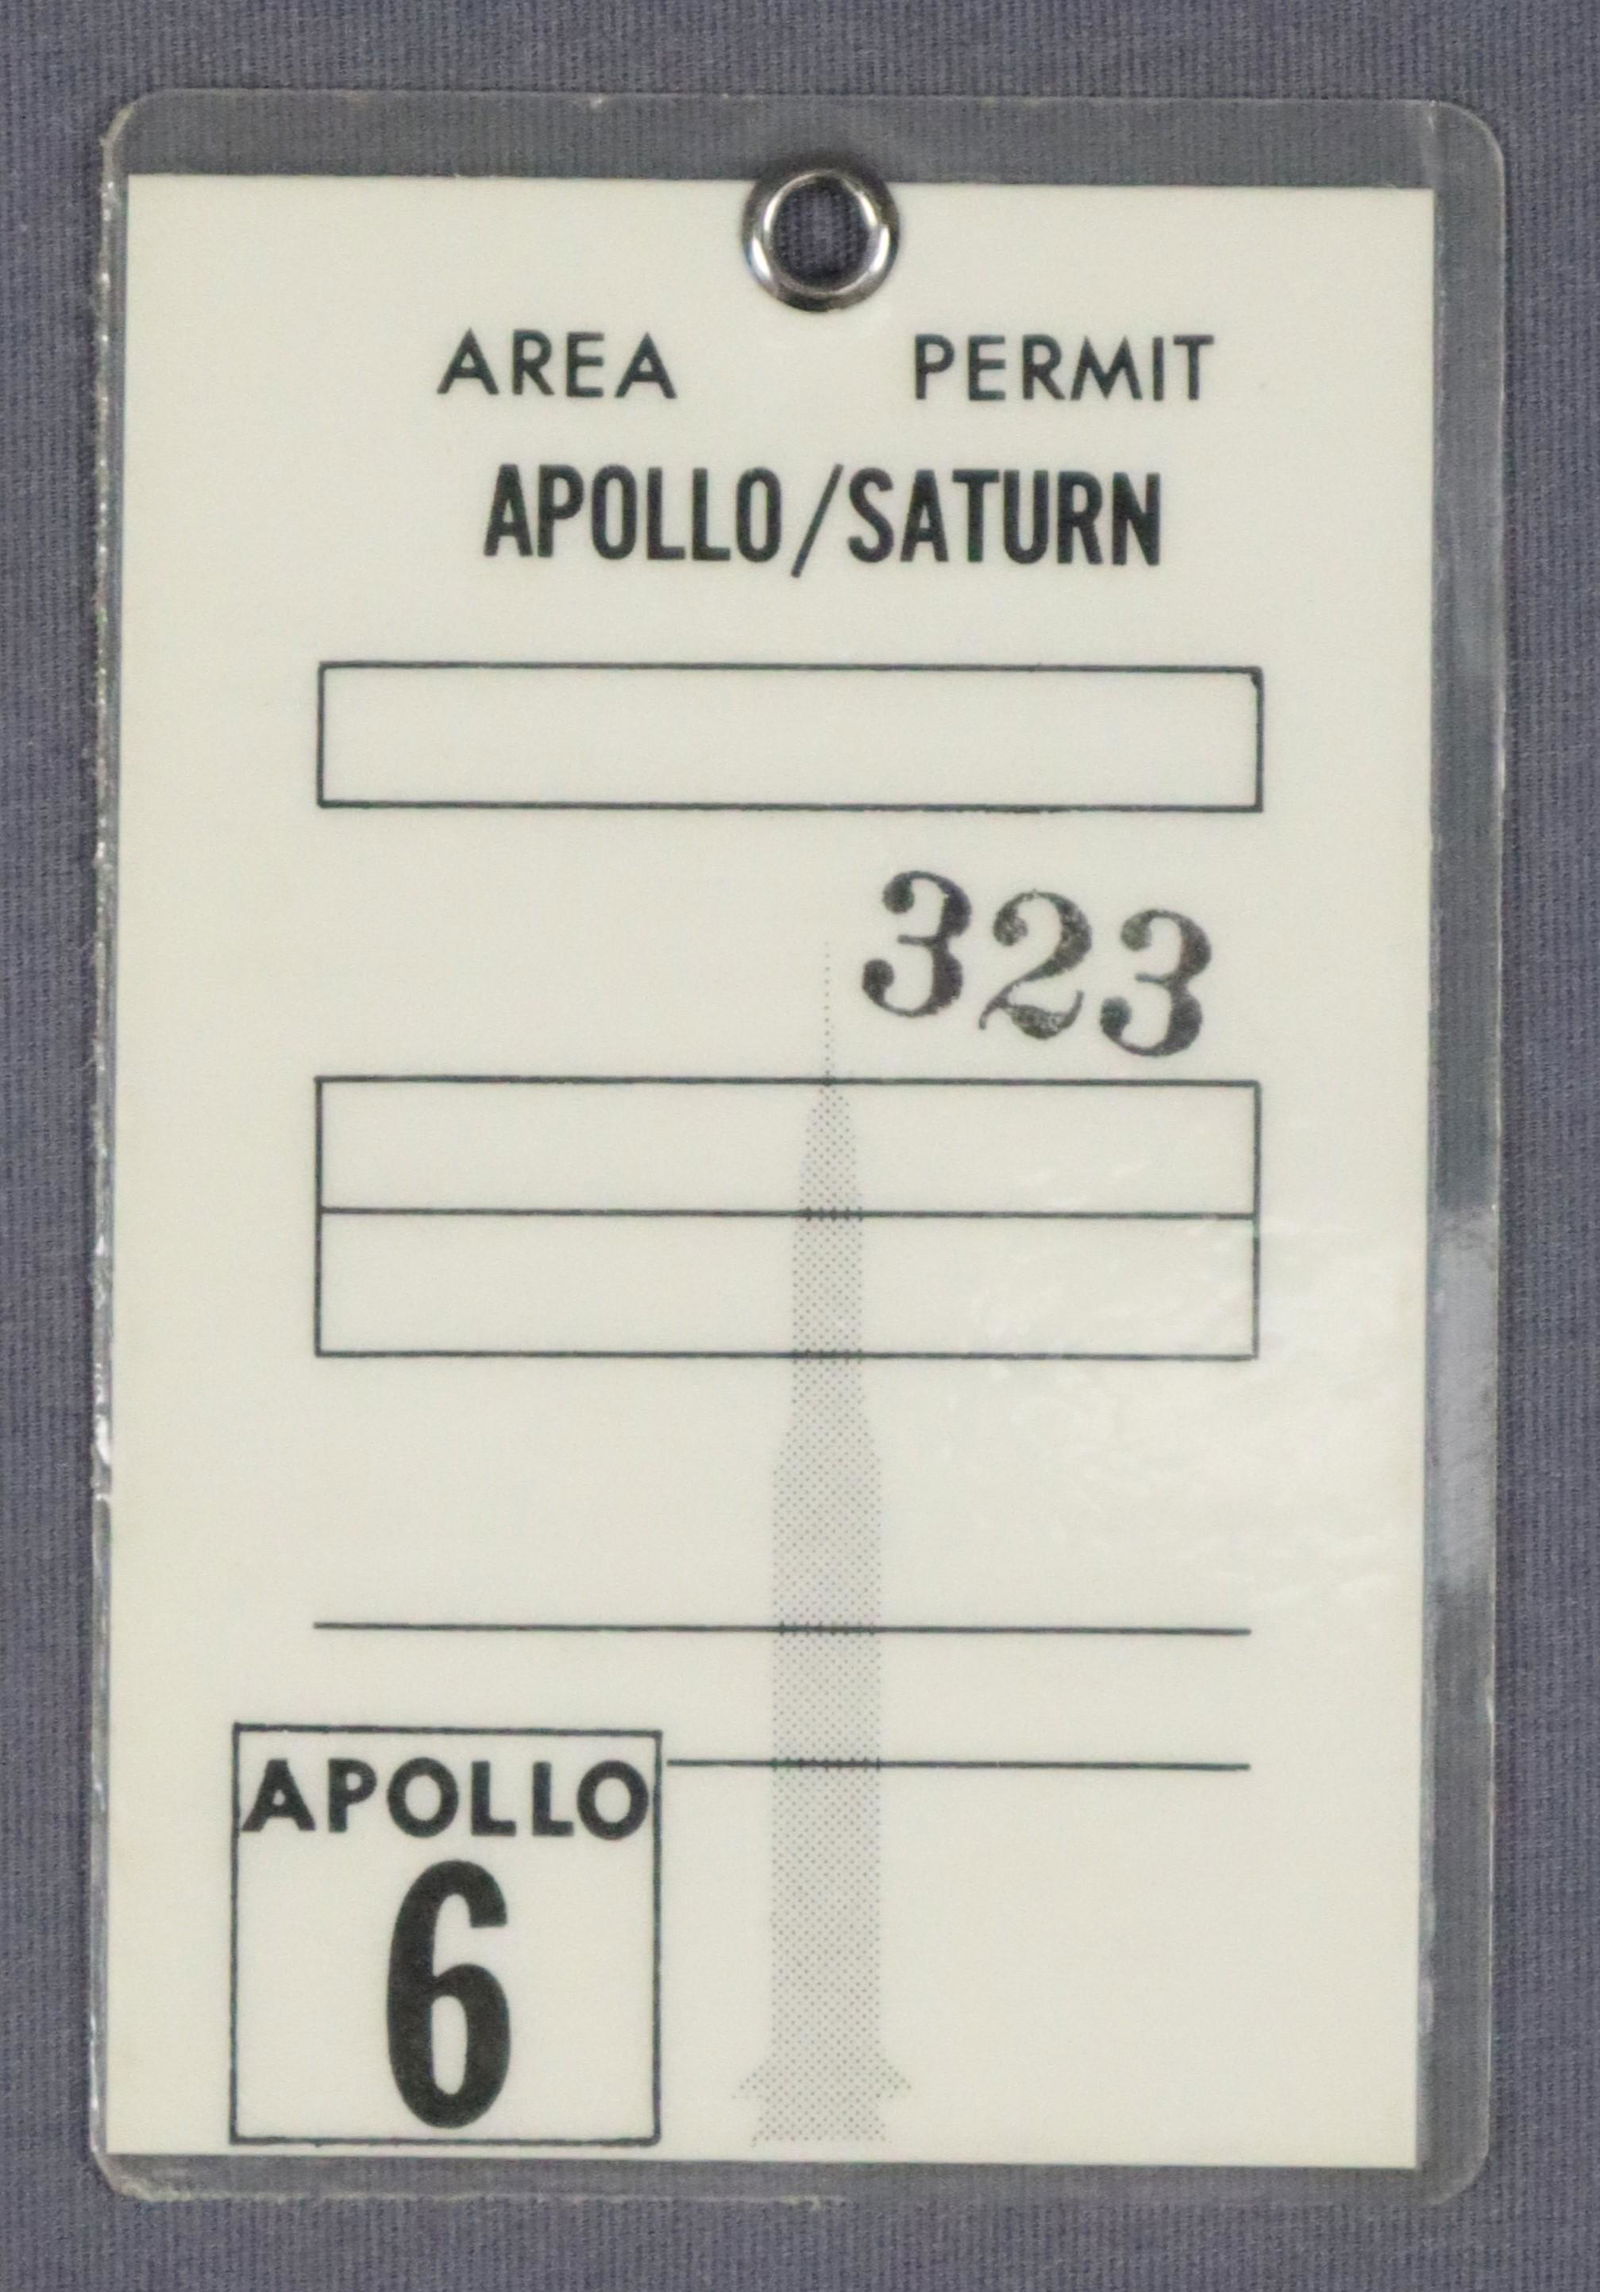 AREA PERMIT
APOLLO/SATURN
323
APOLLO
6